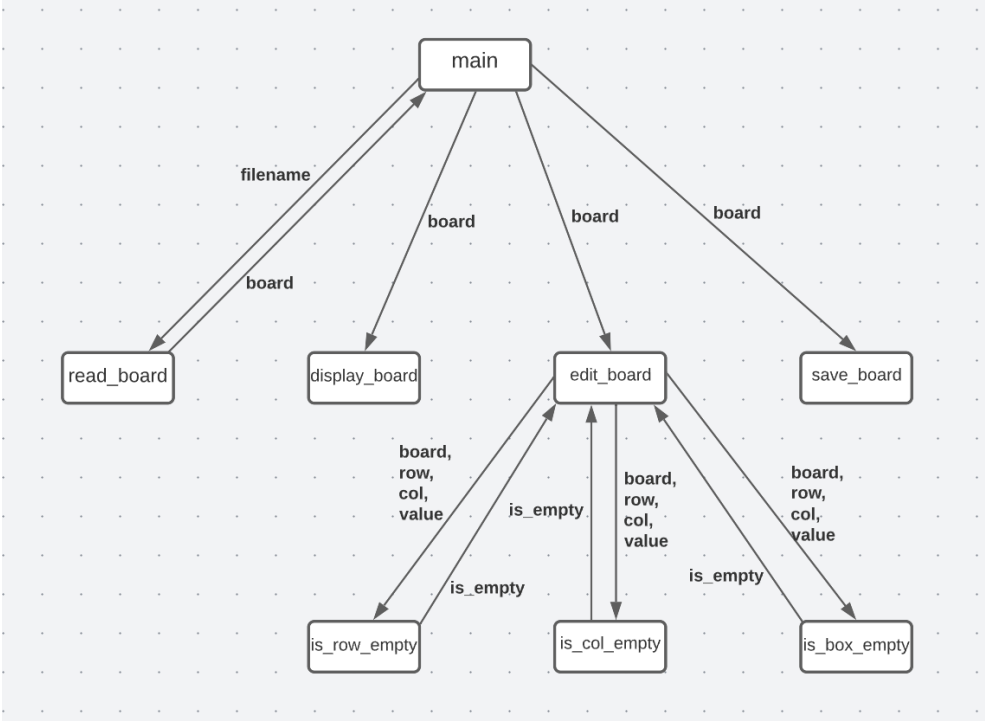 main
filename
board
board
board
board
read_board
display_board
edit_board
save_board
board,
row,
col,
value
is_empty
is_empty
board,
row,
col,
value
is_empty
board,
row,
col,
value
is_row_empty
is_col_empty
is_box_empty